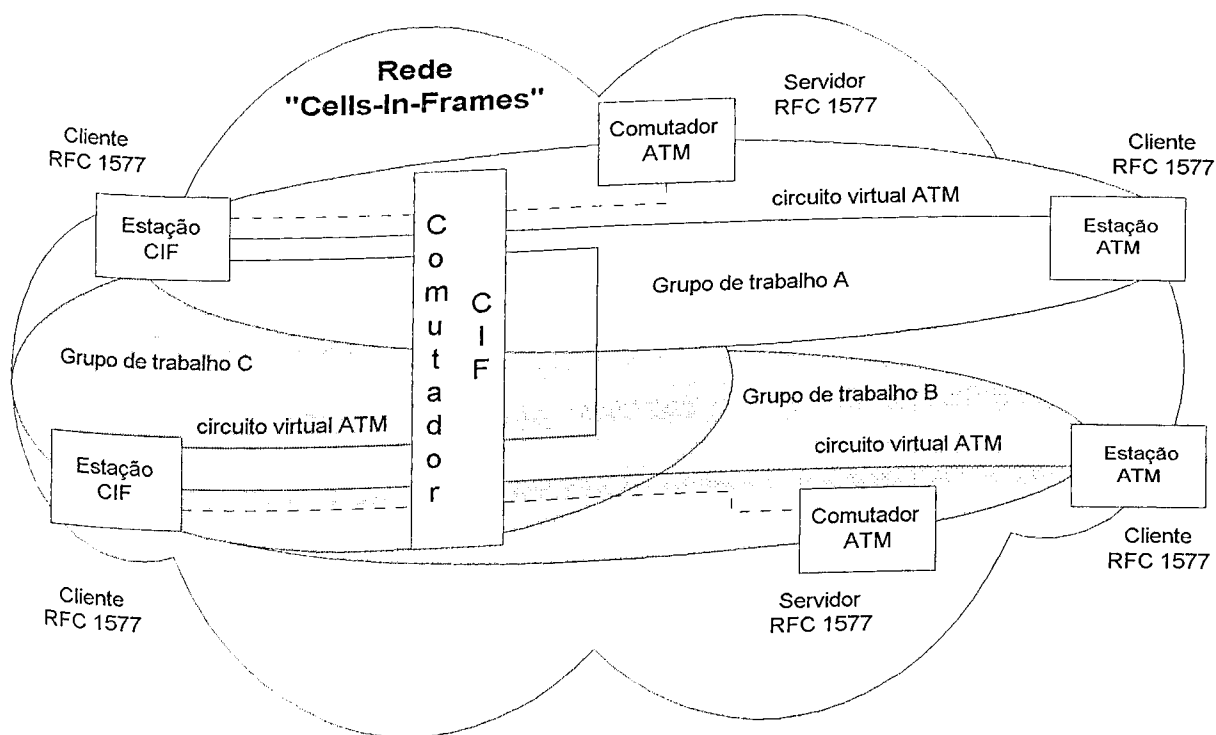 Rede
"Cells-In-Frames"
Servidor
RFC 1577
Cliente
RFC 1577
Comutador
ATM
Cliente
RFC 1577
circuito virtual ATM
Estação
CIF
Estação
ATM
Comutador
CIF
Grupo de trabalho A
Grupo de trabalho C
Grupo de trabalho B
circuito virtual ATM
circuito virtual ATM
Estação
CIF
Estação
ATM
Comutador
ATM
Cliente
RFC 1577
Cliente
RFC 1577
Servidor
RFC 1577